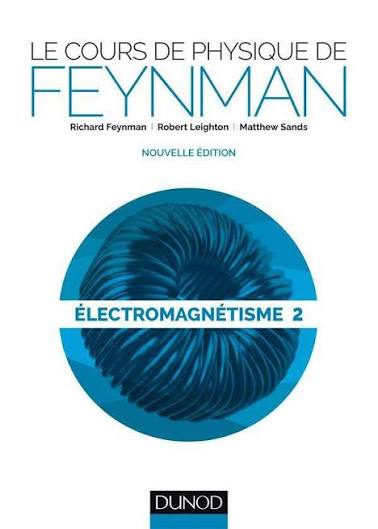 LE COURS DE PHYSIQUE DE
FEYNMAN
Richard Feynman | Robert Leighton | Matthew Sands
NOUVELLE ÉDITION
ÉLECTROMAGNÉTISME 2
DUNOD